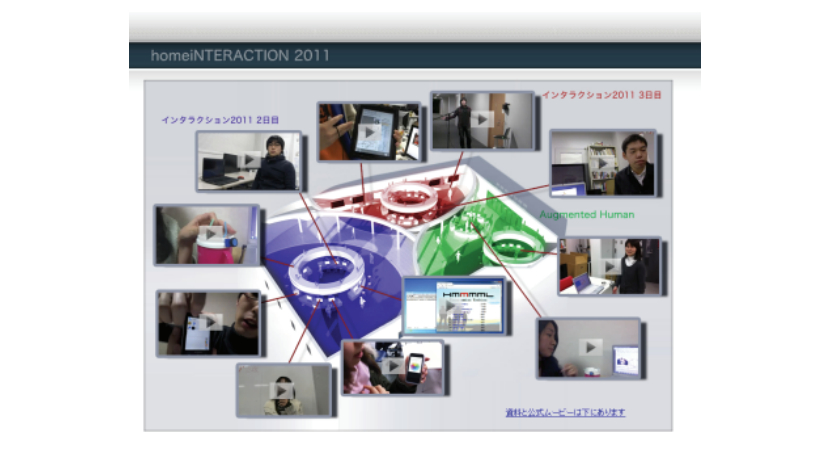 homeiNTERACTION 2011
インタラクション2011 3日目
インタラクション2011 2日目
Augmented Human
HMMMML
資料と公式ムービーは下にあります